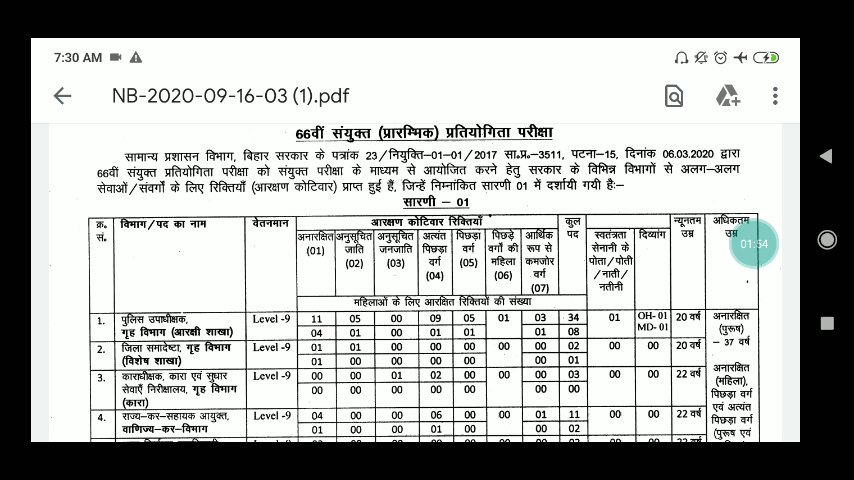 7:30 AM
NB-2020-09-16-03 (1).pdf
66वीं संयुक्त (प्रारम्भिक) प्रतियोगिता परीक्षा
सामान्य प्रशासन विभाग, बिहार सरकार के पत्रांक 23/नियुक्ति-01-01/2017 सा०प्र०-3511, पटना-15, दिनांक 06.03.2020 द्वारा
66वीं संयुक्त प्रतियोगिता परीक्षा को संयुक्त परीक्षा के माध्यम से आयोजित करने हेतु सरकार के विभिन्न विभागों से अलग-अलग
सेवाओं/संवर्गों के लिए रिक्तियाँ (आरक्षण कोटिवार) प्राप्त हुई हैं, जिन्हें निम्नांकित सारणी 01 में दर्शायी गयी है:-
सारणी - 01
क्र० सं. विभाग/पद का नाम वेतनमान आरक्षण कोटिवार रिक्तियाँ कुल पद स्वतंत्रता सेनानी के पोता/पोती/नाती/नतीनी दिव्यांग न्यूनतम उम्र अधिकतम उम्र
अनारक्षित (01) अनुसूचित जाति (02) अनुसूचित जनजाति (03) अत्यंत पिछड़ा वर्ग (04) पिछड़ा वर्ग (05) पिछड़े वर्गों की महिला (06) आर्थिक रूप से कमजोर वर्ग (07)
01:54
महिलाओं के लिए आरक्षित रिक्तियों की संख्या
1. पुलिस उपाधीक्षक, Level-9 11 05 00 09 05 01 03 34 01 OH-01 20 वर्ष अनारक्षित
गृह विभाग (आरक्षी शाखा) 04 01 00 01 01 01 08 MD-01 (पुरूष)
2. जिला समादेष्टा, गृह विभाग Level-9 01 01 00 00 00 00 00 02 00 00 20 वर्ष – 37 वर्ष
(विशेष शाखा) 01 00 00 00 00 00 01
3. काराधीक्षक, कारा एवं सुधार Level-9 00 00 01 02 00 00 00 03 00 00 22 वर्ष अनारक्षित
सेवाएँ निरीक्षालय, गृह विभाग 00 00 00 00 00 00 00 (महिला),
(कारा) पिछड़ा वर्ग
4. राज्य-कर-सहायक आयुक्त, Level-9 04 00 00 06 00 00 01 11 00 00 22 वर्ष एवं अत्यंत
वाणिज्य-कर-विभाग 01 00 00 01 00 00 02 पिछड़ा वर्ग
(पुरूष एवं